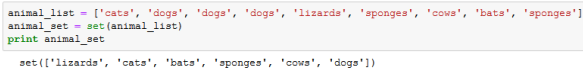 animal_list = ['cats', 'dogs', 'dogs', 'dogs', 'lizards', 'sponges', 'cows', 'bats', 'sponges']
animal_set = set(animal_list)
print animal_set
set(['lizards', 'cats', 'bats', 'sponges', 'cows', 'dogs'])